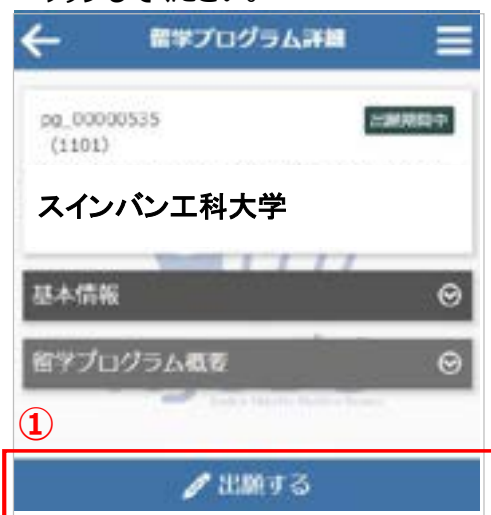 留学プログラム詳細
pg_00000535
出願期間中
(1101)
スインバン工科大学
基本情報
留学プログラム概要
①
出願する